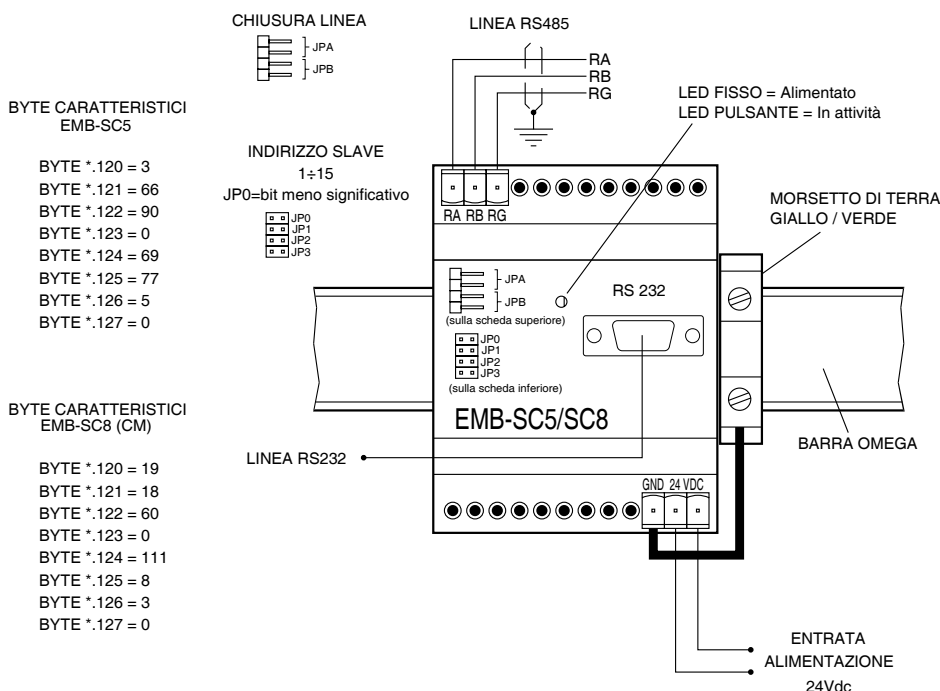 CHIUSURA LINEA
JPA
JPB
LINEA RS485
RA
RB
RG
LED FISSO = Alimentato
LED PULSANTE = In attività
BYTE CARATTERISTICI
EMB-SC5
BYTE *.120 = 3
BYTE *.121 = 66
BYTE *.122 = 90
BYTE *.123 = 0
BYTE *.124 = 69
BYTE *.125 = 77
BYTE *.126 = 5
BYTE *.127 = 0
INDIRIZZO SLAVE
1÷15
JP0=bit meno significativo
JP0
JP1
JP2
JP3
RA RB RG
MORSETTO DI TERRA
GIALLO / VERDE
JPA
JPB
(sulla scheda superiore)
RS 232
JP0
JP1
JP2
JP3
(sulla scheda inferiore)
EMB-SC5/SC8
BARRA OMEGA
BYTE CARATTERISTICI
EMB-SC8 (CM)
BYTE *.120 = 19
BYTE *.121 = 18
BYTE *.122 = 60
BYTE *.123 = 0
BYTE *.124 = 111
BYTE *.125 = 8
BYTE *.126 = 3
BYTE *.127 = 0
LINEA RS232
GND 24 VDC
ENTRATA
ALIMENTAZIONE
24Vdc